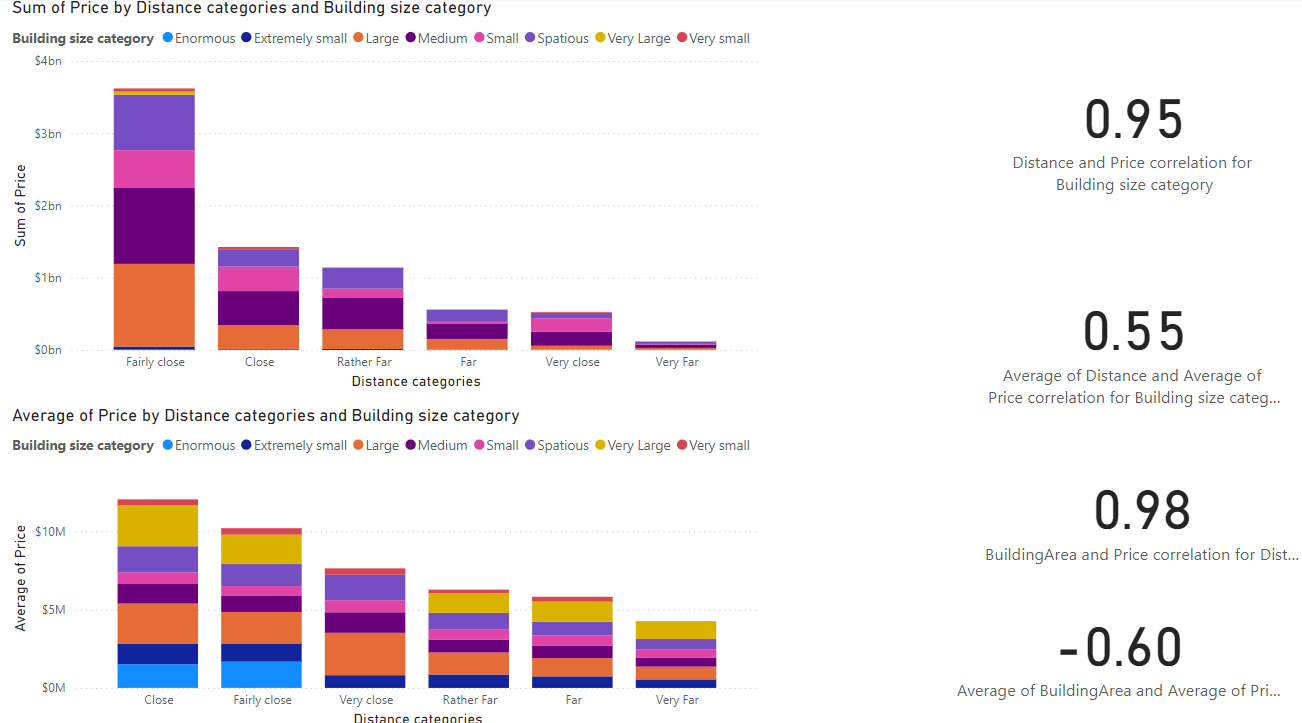 Sum of Price by Distance categories and Building size category
Building size category Enormous Extremely small Large Medium Small Spatious Very Large Very small
$4bn
$3bn
$2bn
$1bn
$0bn
Sum of Price
Fairly close Close Rather Far Far Very close Very Far
Distance categories
Average of Price by Distance categories and Building size category
Building size category Enormous Extremely small Large Medium Small Spatious Very Large Very small
$10M
$5M
$0M
Average of Price
Close Fairly close Very close Rather Far Far Very Far
Distance categories
0.95
Distance and Price correlation for
Building size category
0.55
Average of Distance and Average of
Price correlation for Building size categ...
0.98
BuildingArea and Price correlation for Dist...
-0.60
Average of BuildingArea and Average of Pri...